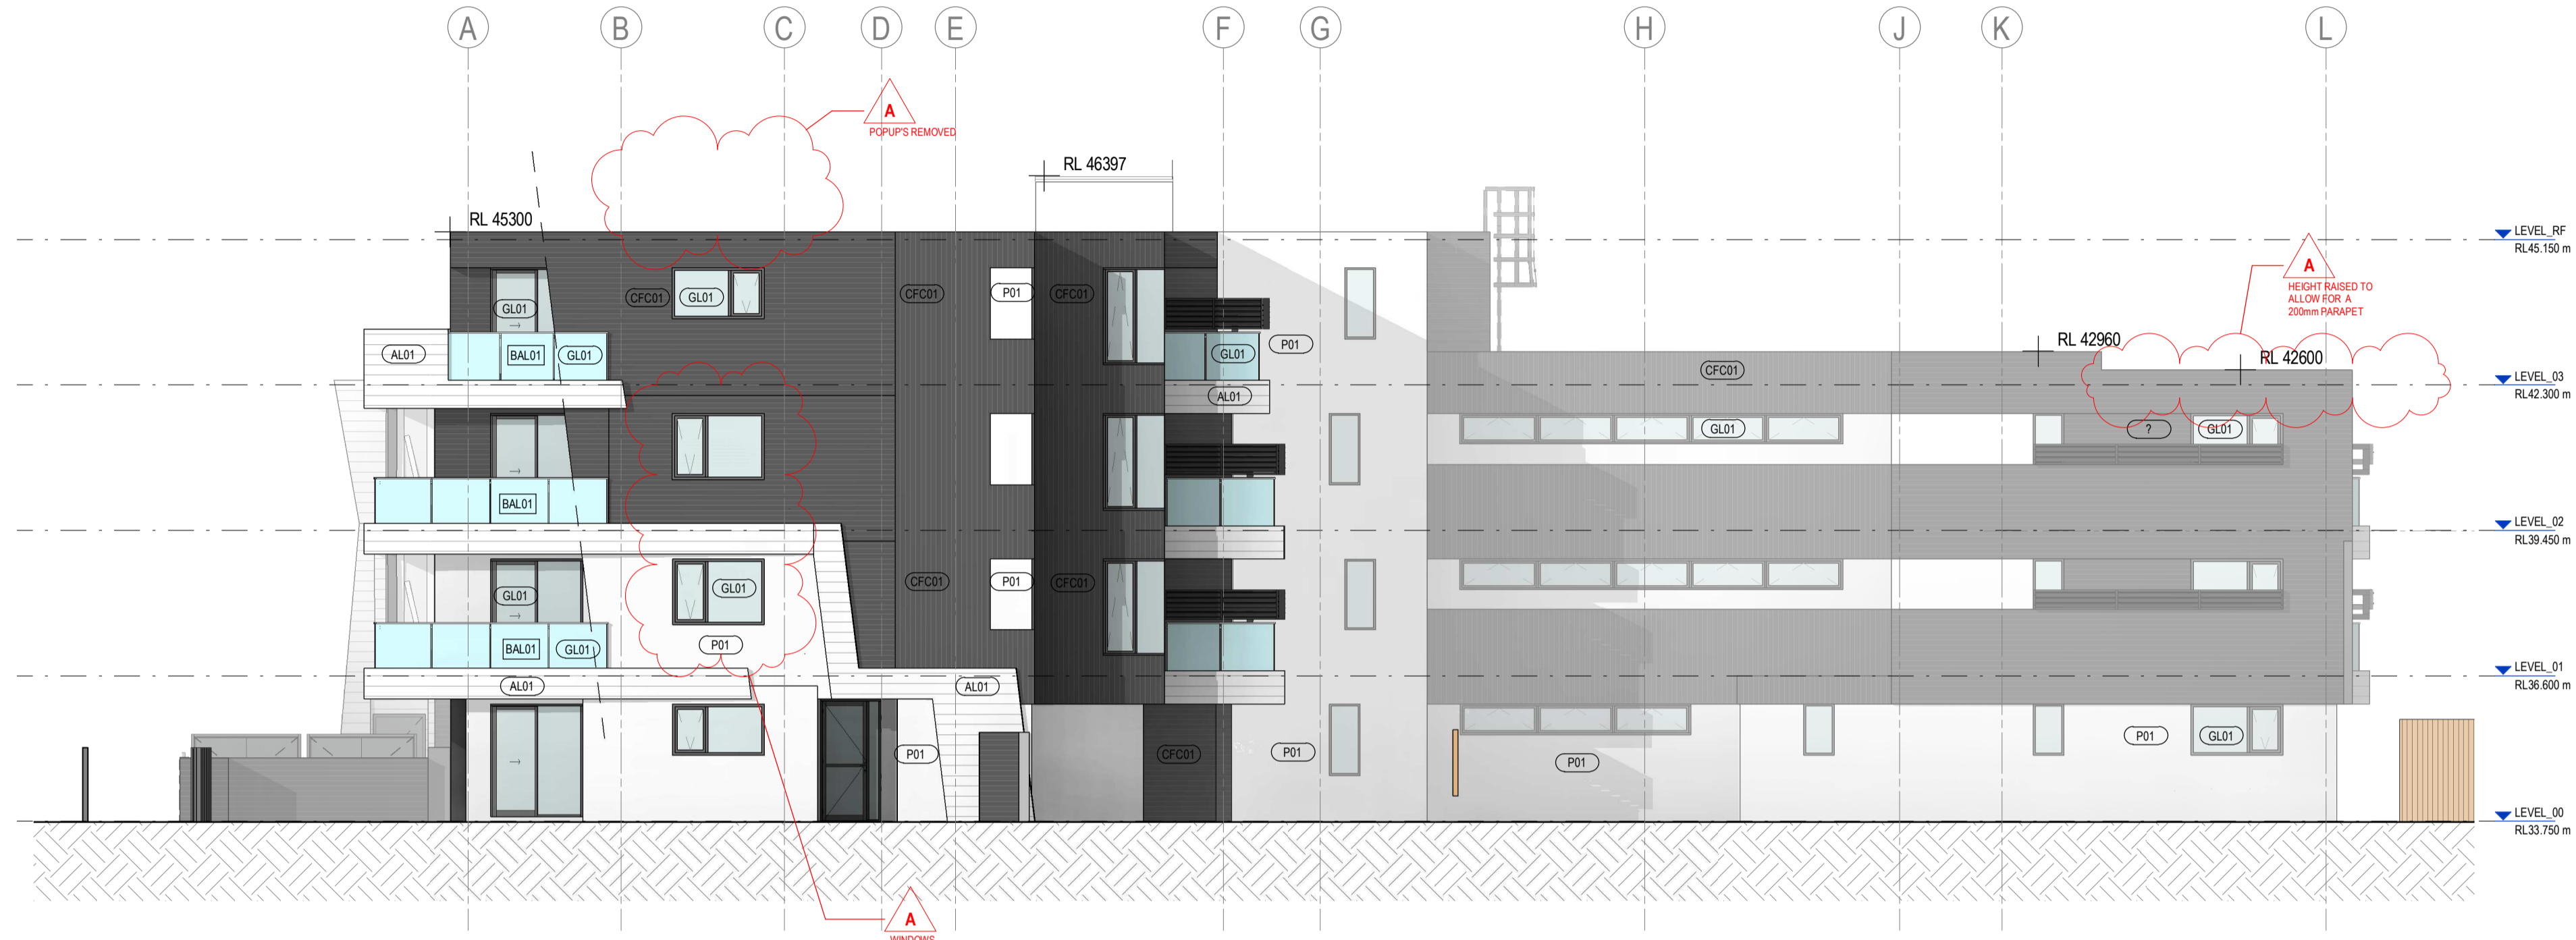 A B C D E F G H J K L
A
POPUP'S REMOVED
RL 46397
RL 45300
LEVEL_RF
RL45.150 m
A
HEIGHT RAISED TO
ALLOW FOR A
200mm PARAPET
CFC01 GL01 CFC01 P01 CFC01
GL01
RL 42960
P01
AL01 BAL01 GL01 GL01
RL 42600
CFC01
LEVEL_03
RL42.300 m
AL01
GL01 ? GL01
BAL01
LEVEL_02
RL39.450 m
GL01 GL01 CFC01 P01 CFC01
BAL01 GL01 P01
LEVEL_01
RL36.600 m
AL01 AL01
P01 GL01
P01 CFC01 P01 P01
LEVEL_00
RL33.750 m
A
WINDOWS